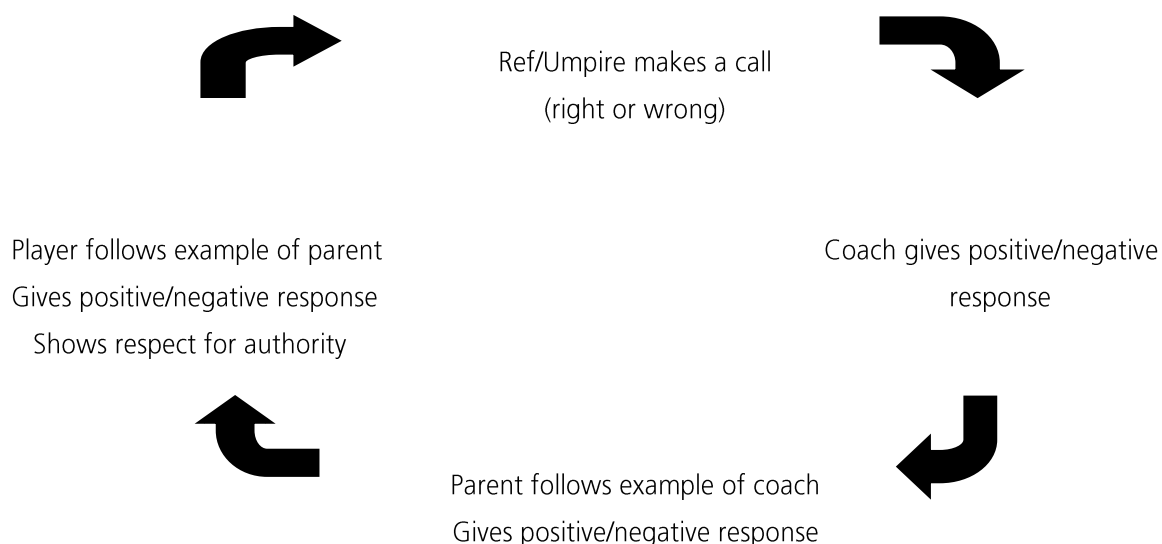 Ref/Umpire makes a call
(right or wrong)
Coach gives positive/negative
response
Parent follows example of coach
Gives positive/negative response
Player follows example of parent
Gives positive/negative response
Shows respect for authority